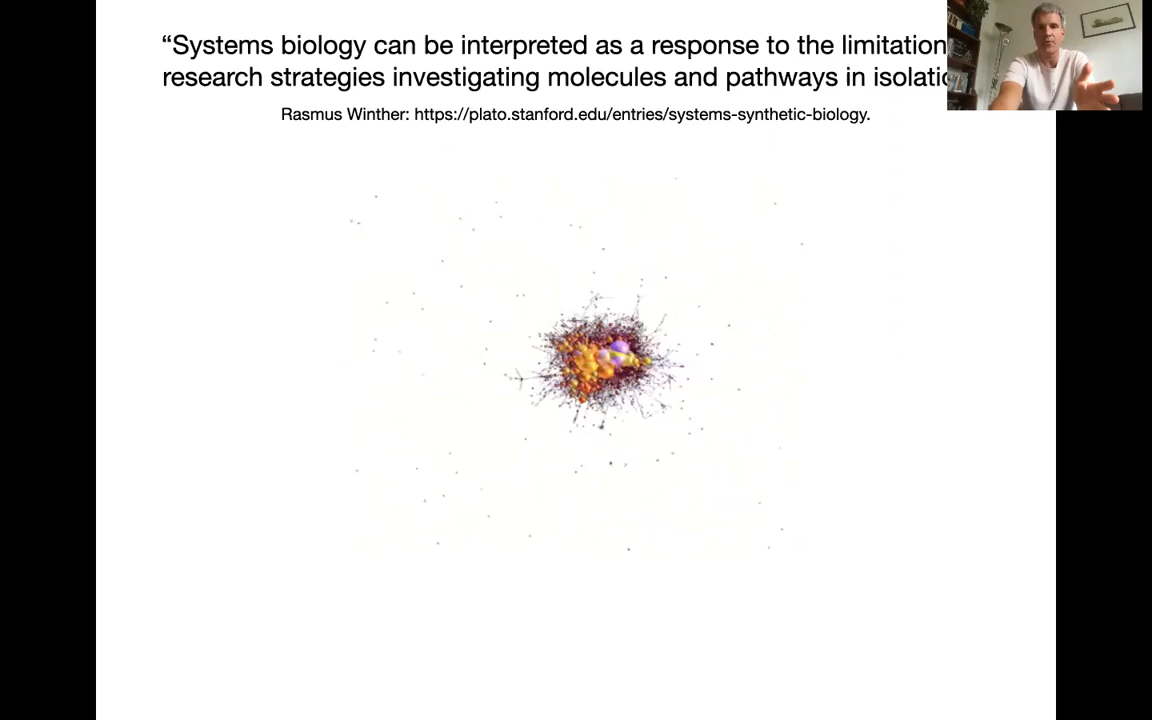 “Systems biology can be interpreted as a response to the limitation
research strategies investigating molecules and pathways in
Rasmus Winther: https://plato.stanford.edu/entries/systems-synthetic-biology.